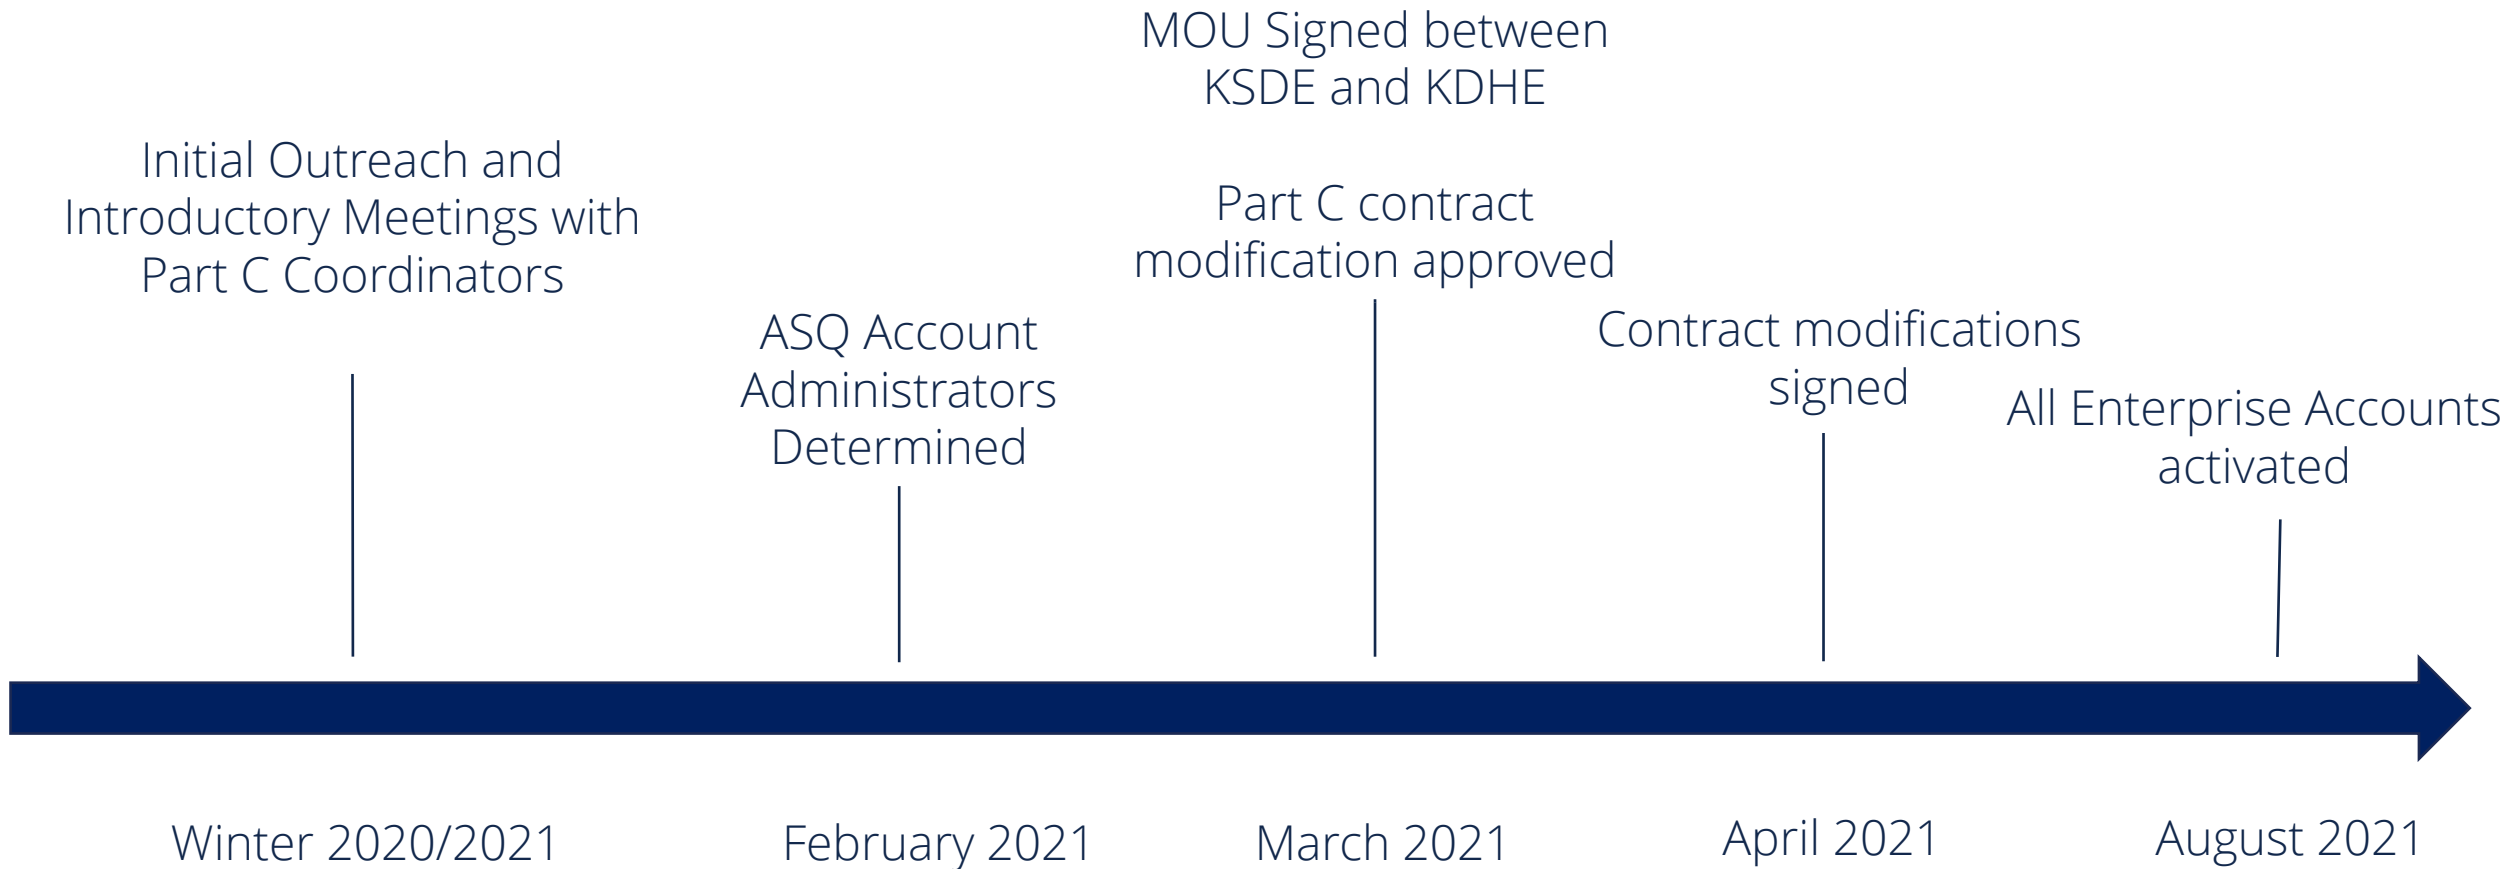 Initial Outreach and
Introductory Meetings with
Part C Coordinators
ASQ Account
Administrators
Determined
MOU Signed between
KSDE and KDHE
Part C contract
modification approved
Contract modifications
signed
All Enterprise Accounts
activated
Winter 2020/2021
February 2021
March 2021
April 2021
August 2021